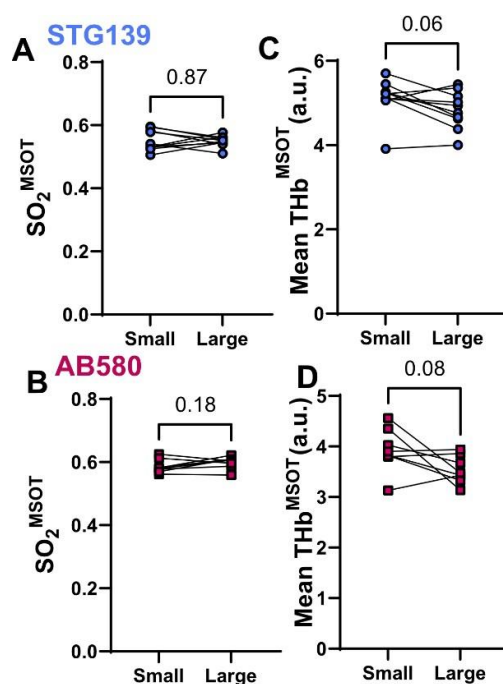 A STG139
0.87
SO₂ᴹˢᴼᵀ
0.8
0.6
0.4
0.2
0.0
Small Large
C
0.06
Mean THbᴹˢᴼᵀ (a.u.)
6
4
2
0
Small Large
B AB580
0.18
SO₂ᴹˢᴼᵀ
0.8
0.6
0.4
0.2
0.0
Small Large
D
0.08
Mean THbᴹˢᴼᵀ (a.u.)
5
4
3
2
1
0
Small Large